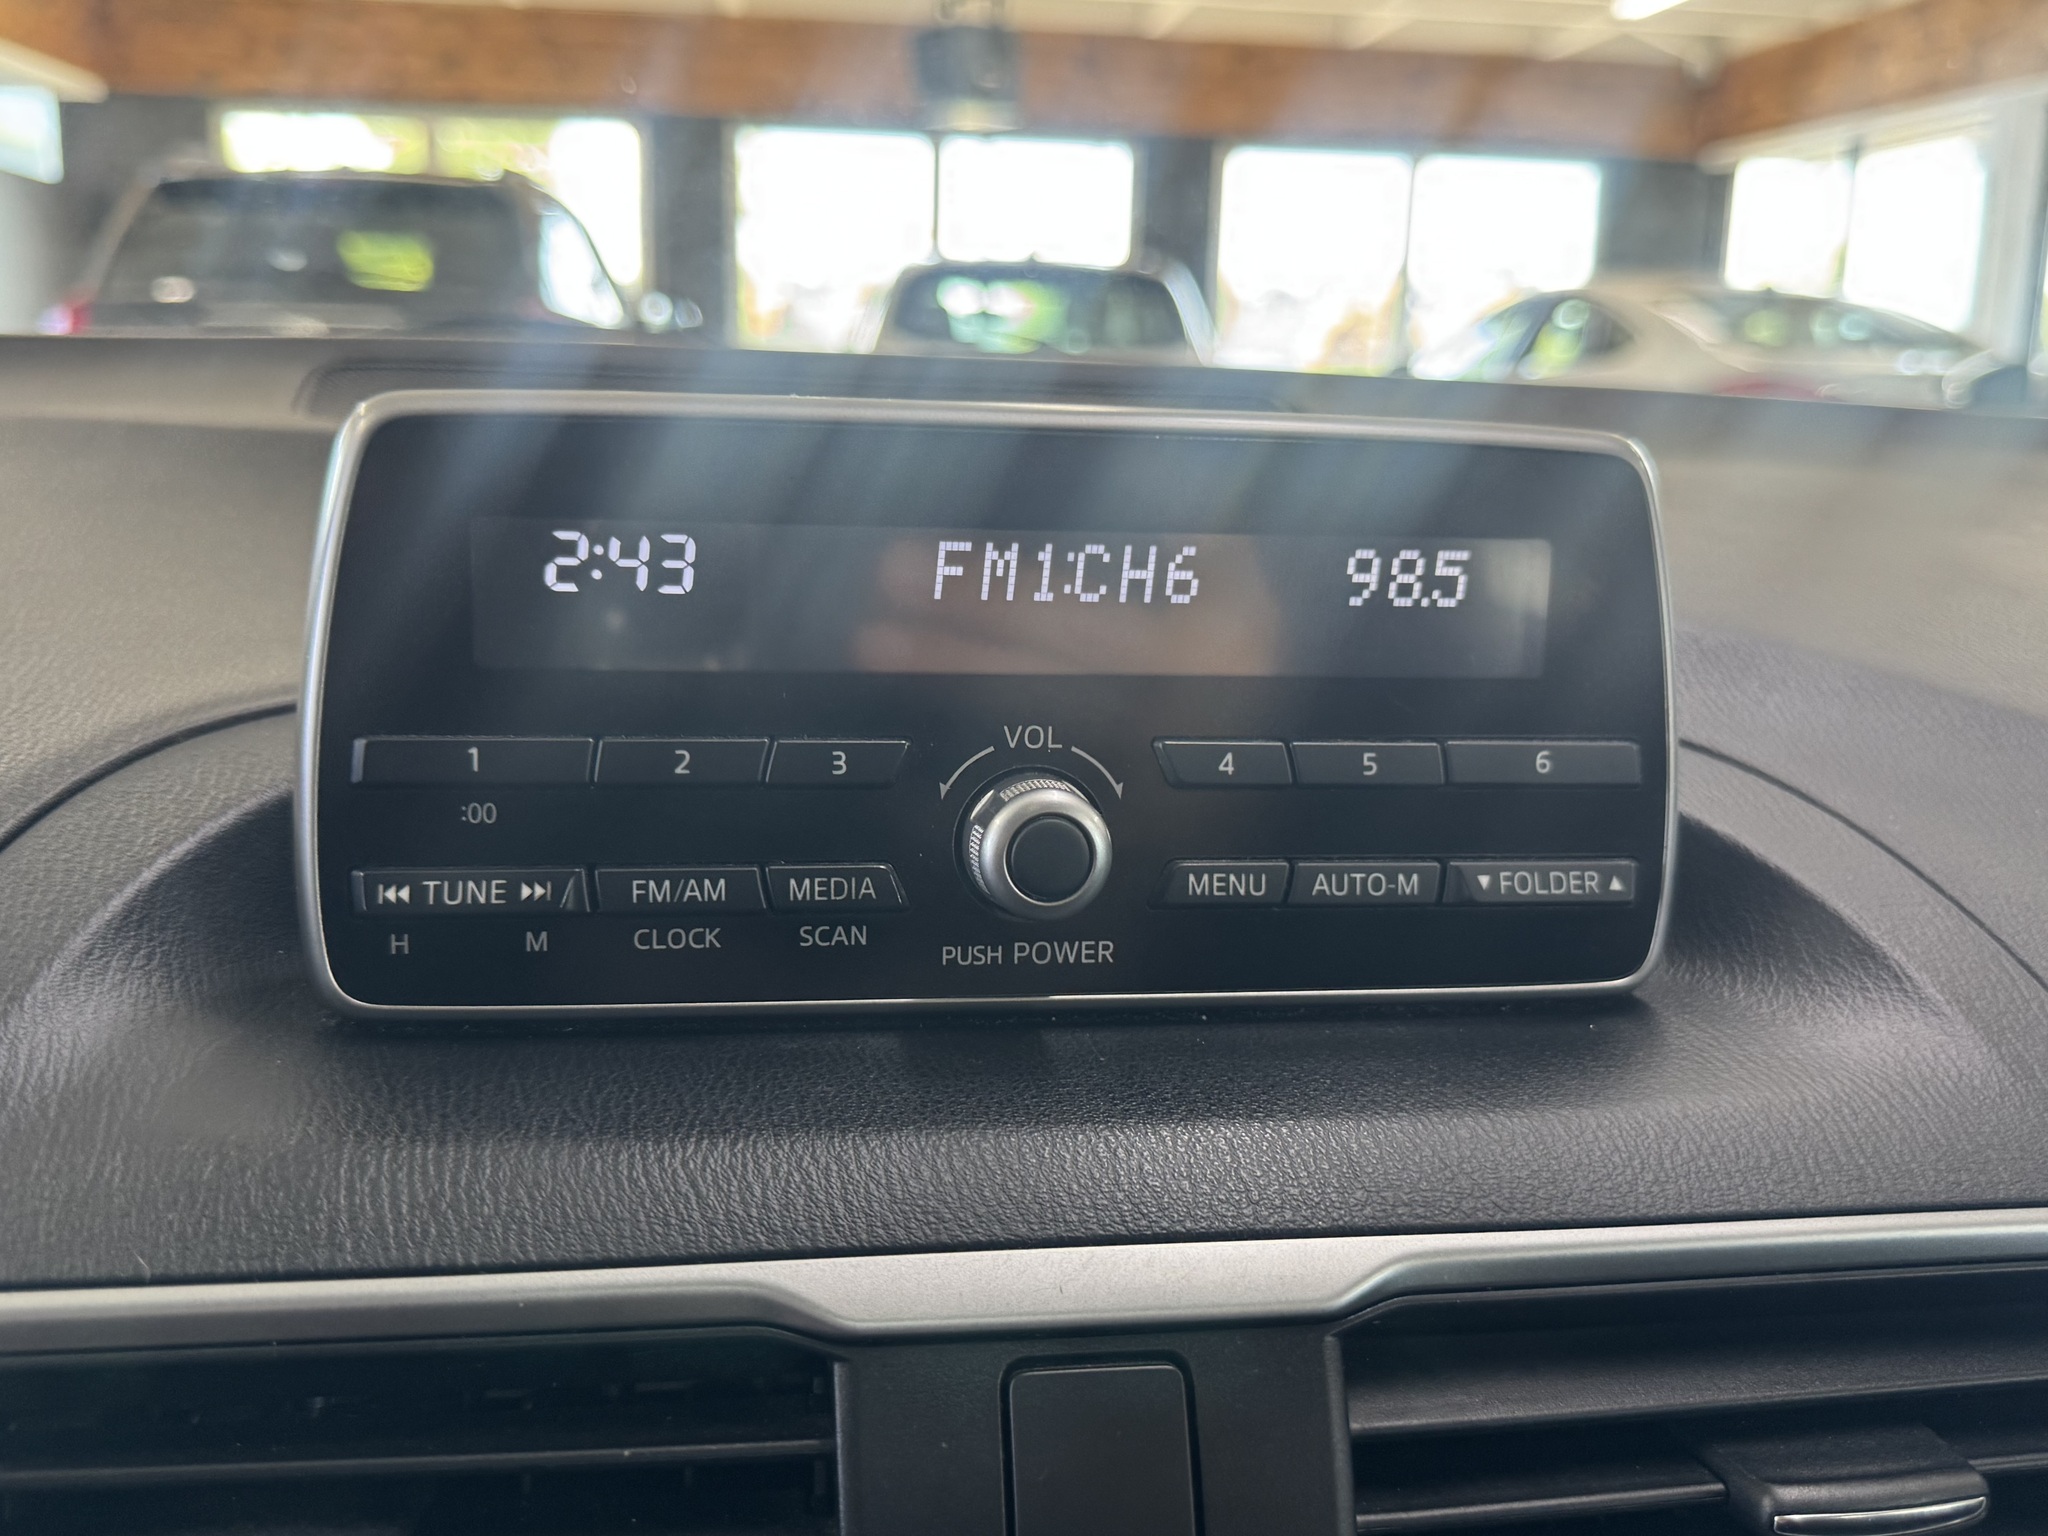 2:43 FM1:CH6 98.5
VOL
1 2 3 4 5 6
:00
⏮ TUNE ⏭ FM/AM MEDIA MENU AUTO-M ▼ FOLDER ▲
H M CLOCK SCAN PUSH POWER